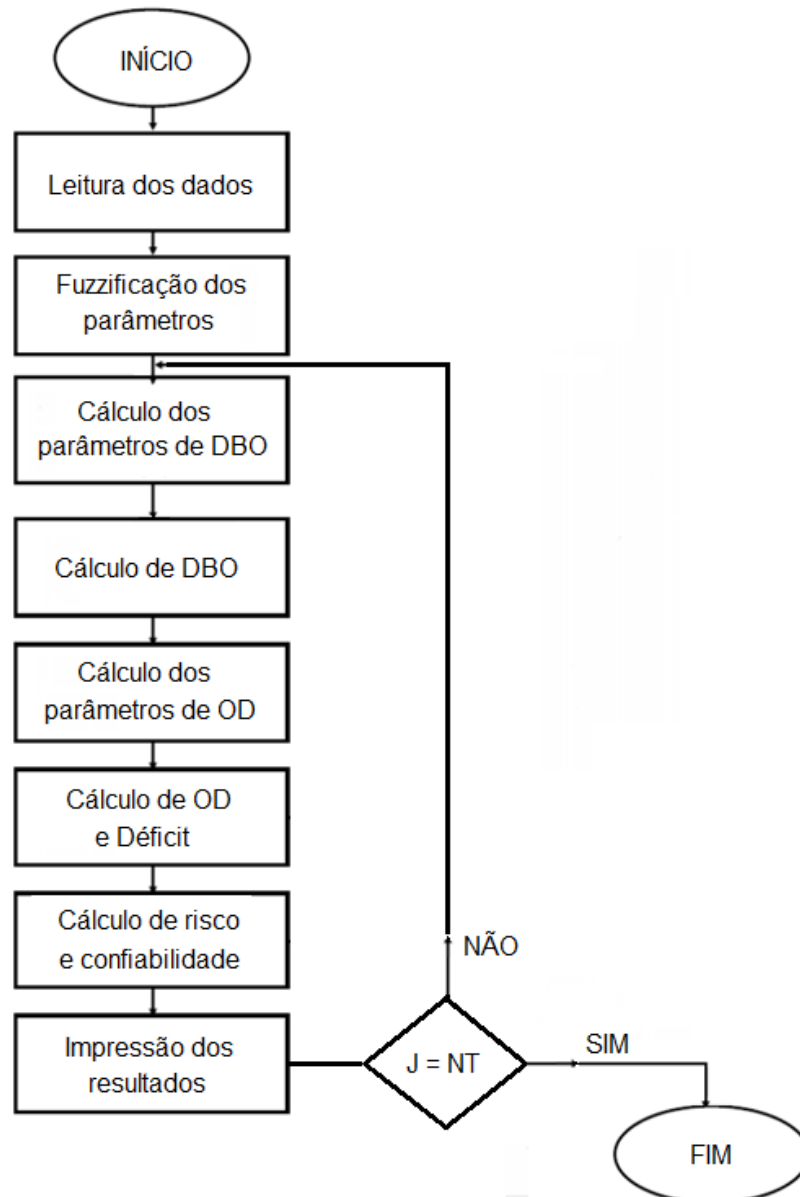 INÍCIO
Leitura dos dados
Fuzzificação dos
parâmetros
Cálculo dos
parâmetros de DBO
Cálculo de DBO
Cálculo dos
parâmetros de OD
Cálculo de OD
e Déficit
Cálculo de risco
e confiabilidade
Impressão dos
resultados
J = NT
NÃO
SIM
FIM